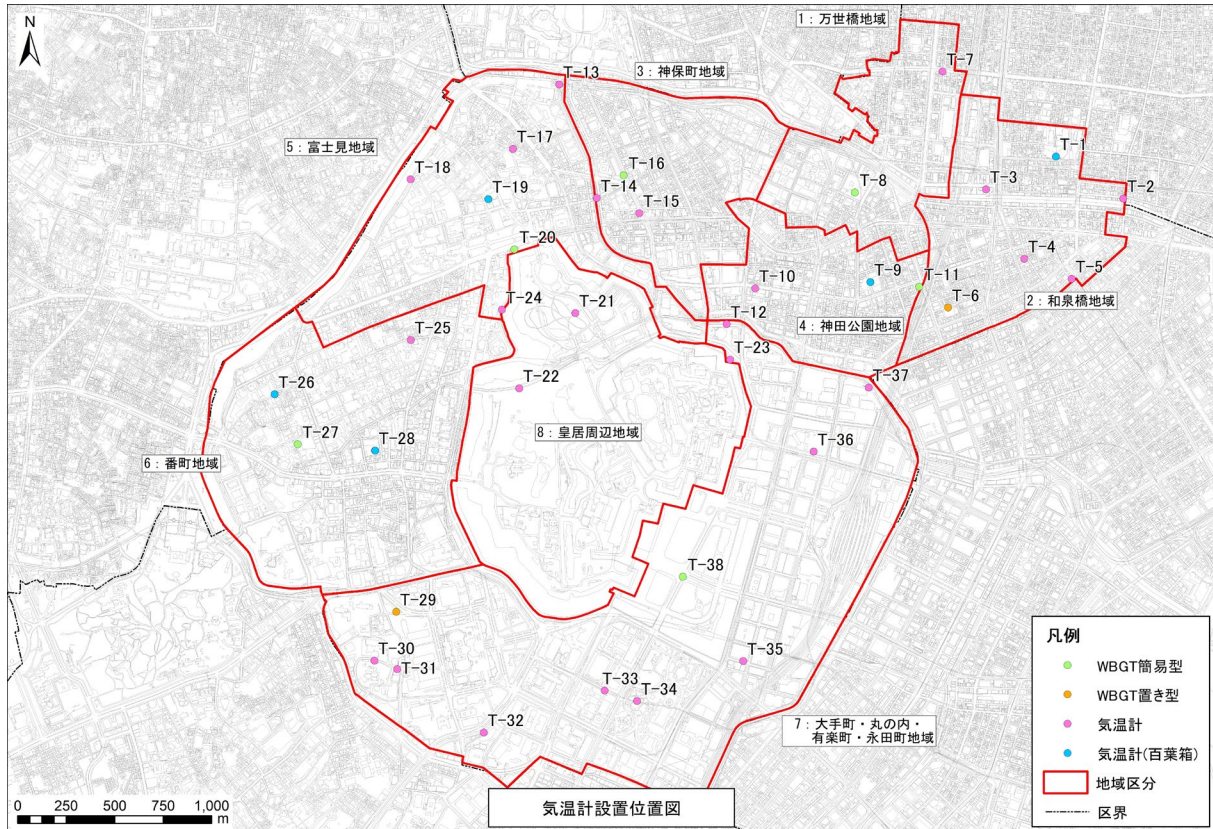 N
1：万世橋地域
T-7
T-13
3：神保町地域
5：富士見地域
T-17
T-1
T-18
T-16
T-3
T-19
T-14
T-8
T-2
T-15
T-20
T-4
T-10
T-9
T-11
T-5
T-24
T-21
T-6
2：和泉橋地域
T-12
4：神田公園地域
T-25
T-23
T-22
T-37
T-26
T-27
T-28
8：皇居周辺地域
T-36
6：番町地域
T-38
T-29
T-30
T-31
T-35
T-33
T-34
T-32
7：大手町・丸の内・
有楽町・永田町地域
凡例
WBGT簡易型
WBGT置き型
気温計
気温計(百葉箱)
地域区分
区界
0 250 500 750 1,000
m
気温計設置位置図